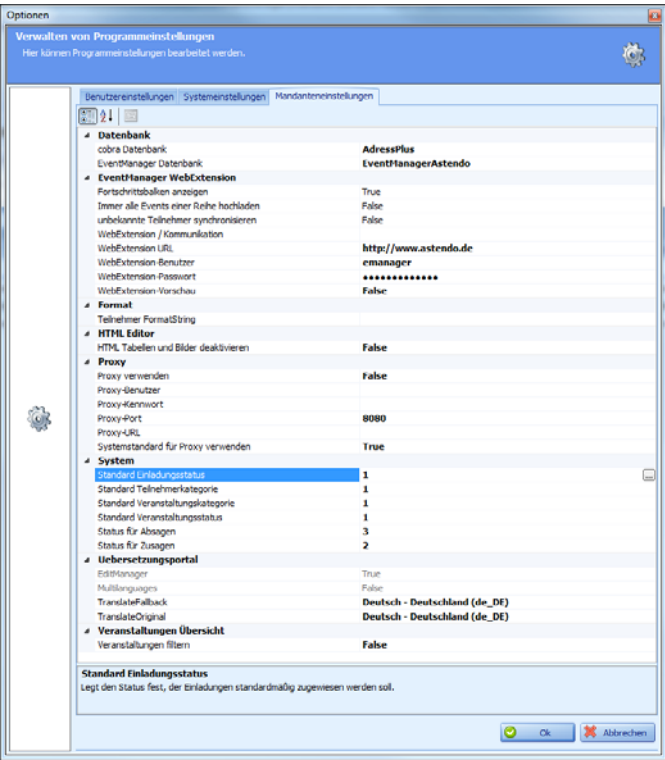 Optionen
Verwalten von Programmeinstellungen
Hier können Programmeinstellungen bearbeitet werden.
Benutzereinstellungen Systemeinstellungen Mandanteneinstellungen
Datenbank
cobra Datenbank AdressPlus
EventManager Datenbank EventManagerAstendo
EventManager WebExtension
Fortschrittsbalken anzeigen True
Immer alle Events einer Reihe hochladen False
unbekannte Teilnehmer synchronisieren False
WebExtension / Kommunikation
WebExtension URL http://www.astendo.de
WebExtension-Benutzer emanager
WebExtension-Passwort ●●●●●●●●●●●●●
WebExtension-Vorschau False
Format
Teilnehmer FormatString
HTML Editor
HTML Tabellen und Bilder deaktivieren False
Proxy
Proxy verwenden False
Proxy-Benutzer
Proxy-Kennwort
Proxy-Port 8080
Proxy-URL
Systemstandard für Proxy verwenden True
System
Standard Einladungsstatus 1
Standard Teilnehmerkategorie 1
Standard Veranstaltungskategorie 1
Standard Veranstaltungsstatus 1
Status für Absagen 3
Status für Zusagen 2
Uebersetzungsportal
EditManager True
Multilanguages False
TranslateFallback Deutsch - Deutschland (de_DE)
TranslateOriginal Deutsch - Deutschland (de_DE)
Veranstaltungen Übersicht
Veranstaltungen filtern False
Standard Einladungsstatus
Legt den Status fest, der Einladungen standardmäßig zugewiesen werden soll.
Ok Abbrechen